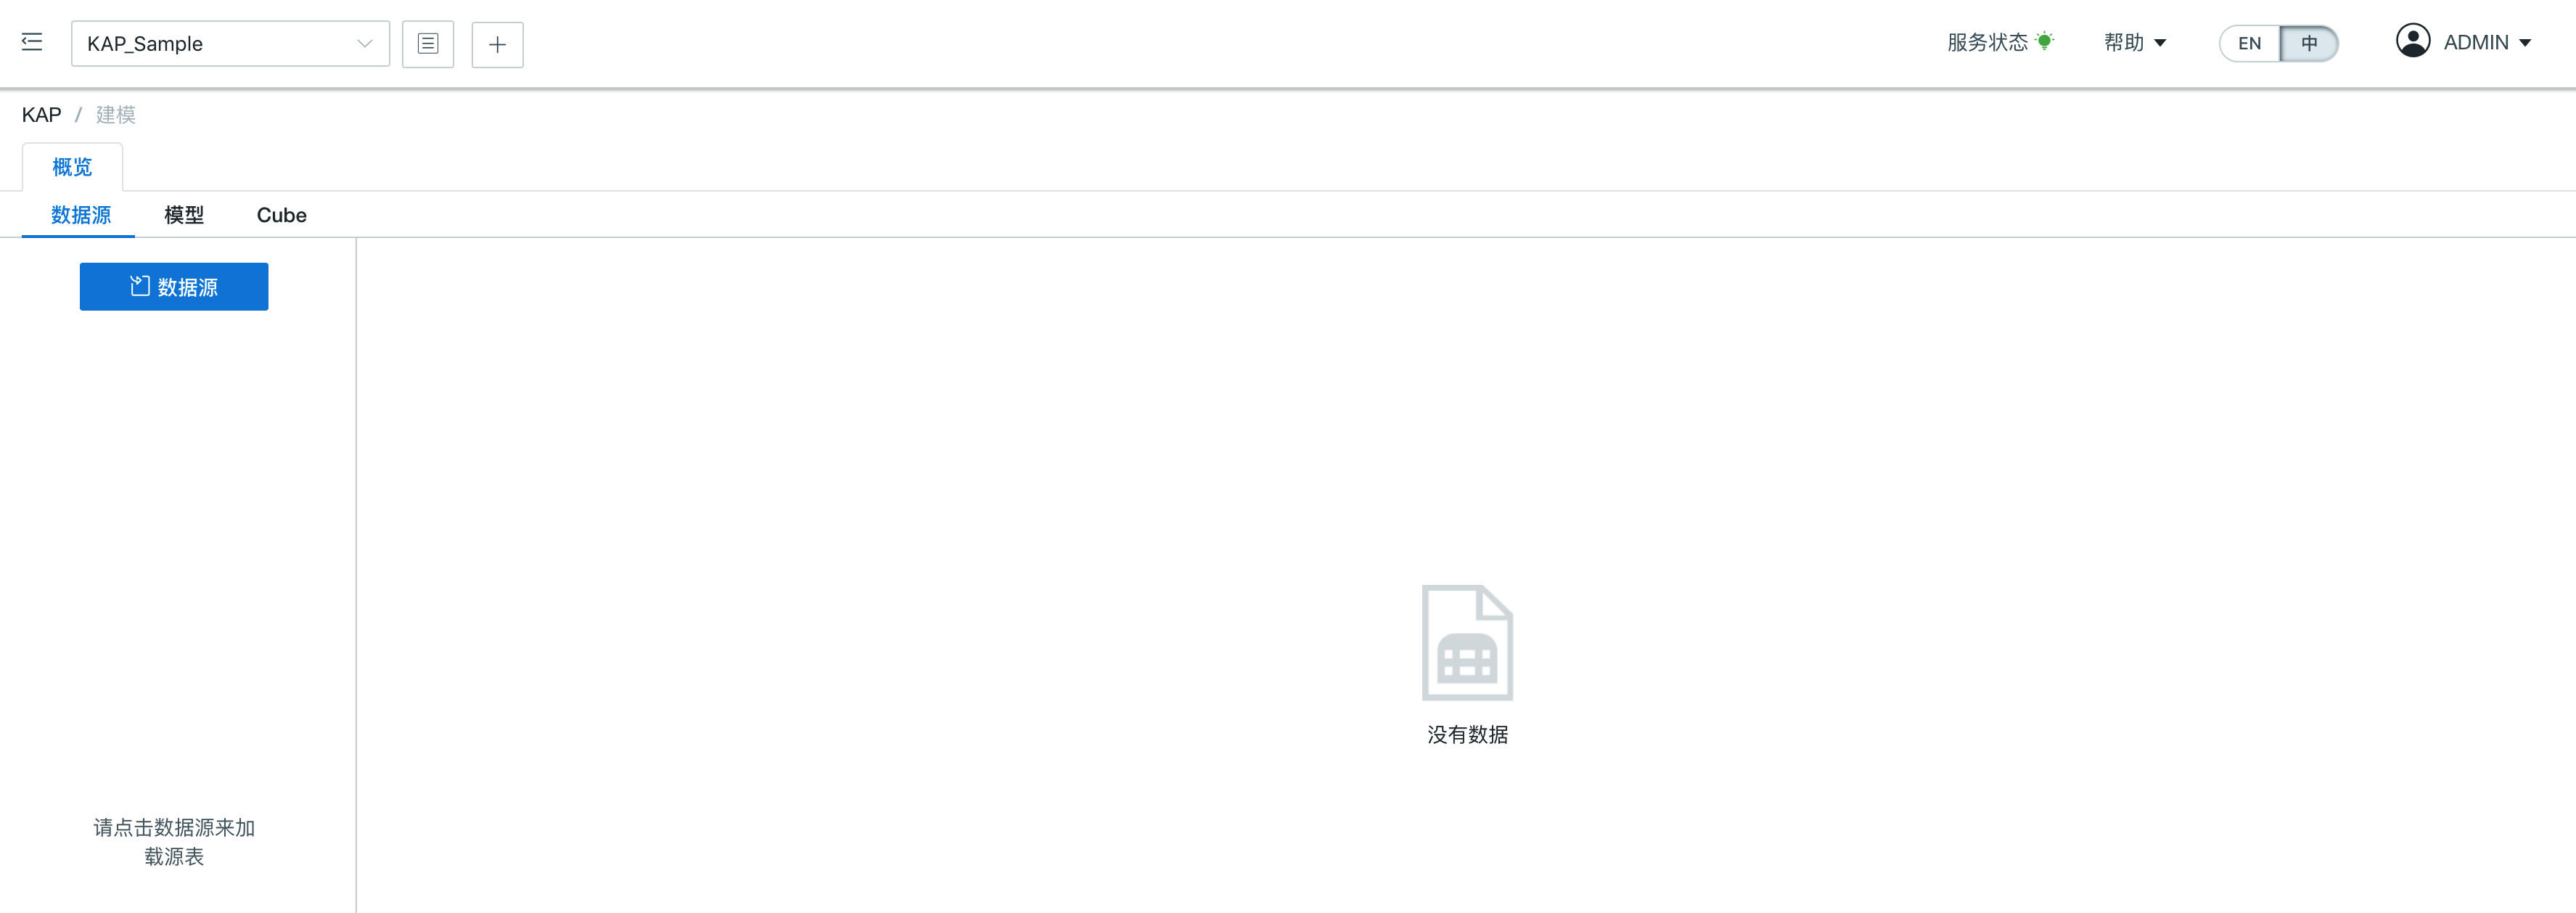 KAP_Sample
服务状态
帮助
EN 中
ADMIN
KAP / 建模
概览
数据源 模型 Cube
数据源
没有数据
请点击数据源来加
载源表